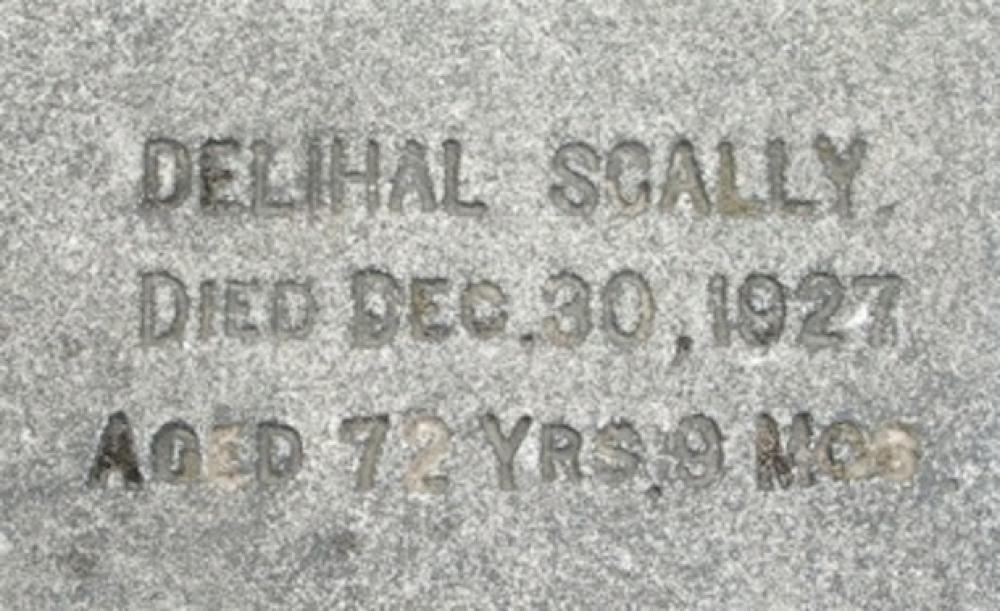 DELIHAL SCALLY.
DIED DEC. 30, 1927
AGED 72 YRS, 9 MOS